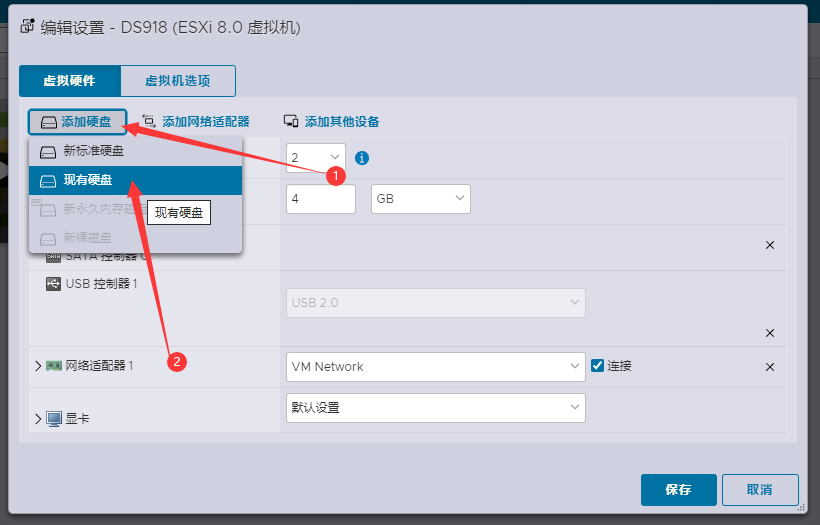 编辑设置 - DS918 (ESXi 8.0 虚拟机)
虚拟硬件
虚拟机选项
添加硬盘
添加网络适配器
添加其他设备
新标准硬盘
2
1
现有硬盘
4
GB
新永久内存磁
现有硬盘
新裸磁盘
SATA 控制器
USB 控制器 1
USB 2.0
2
网络适配器 1
VM Network
连接
显卡
默认设置
保存
取消